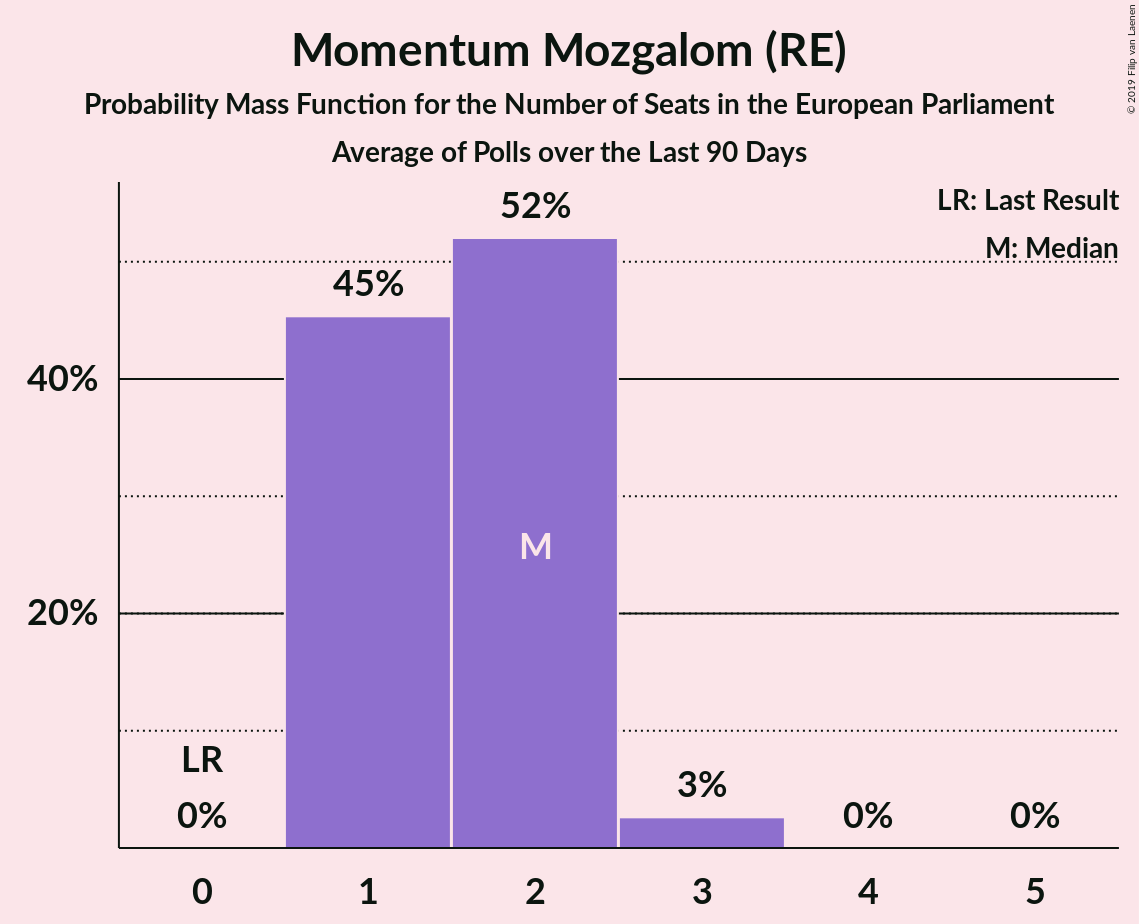 Momentum Mozgalom (RE)
Probability Mass Function for the Number of Seats in the European Parliament
Average of Polls over the Last 90 Days
© 2019 Filip van Laenen
LR: Last Result
M: Median
52%
45%
40%
M
20%
LR
0%
3%
0%
0%
0
1
2
3
4
5